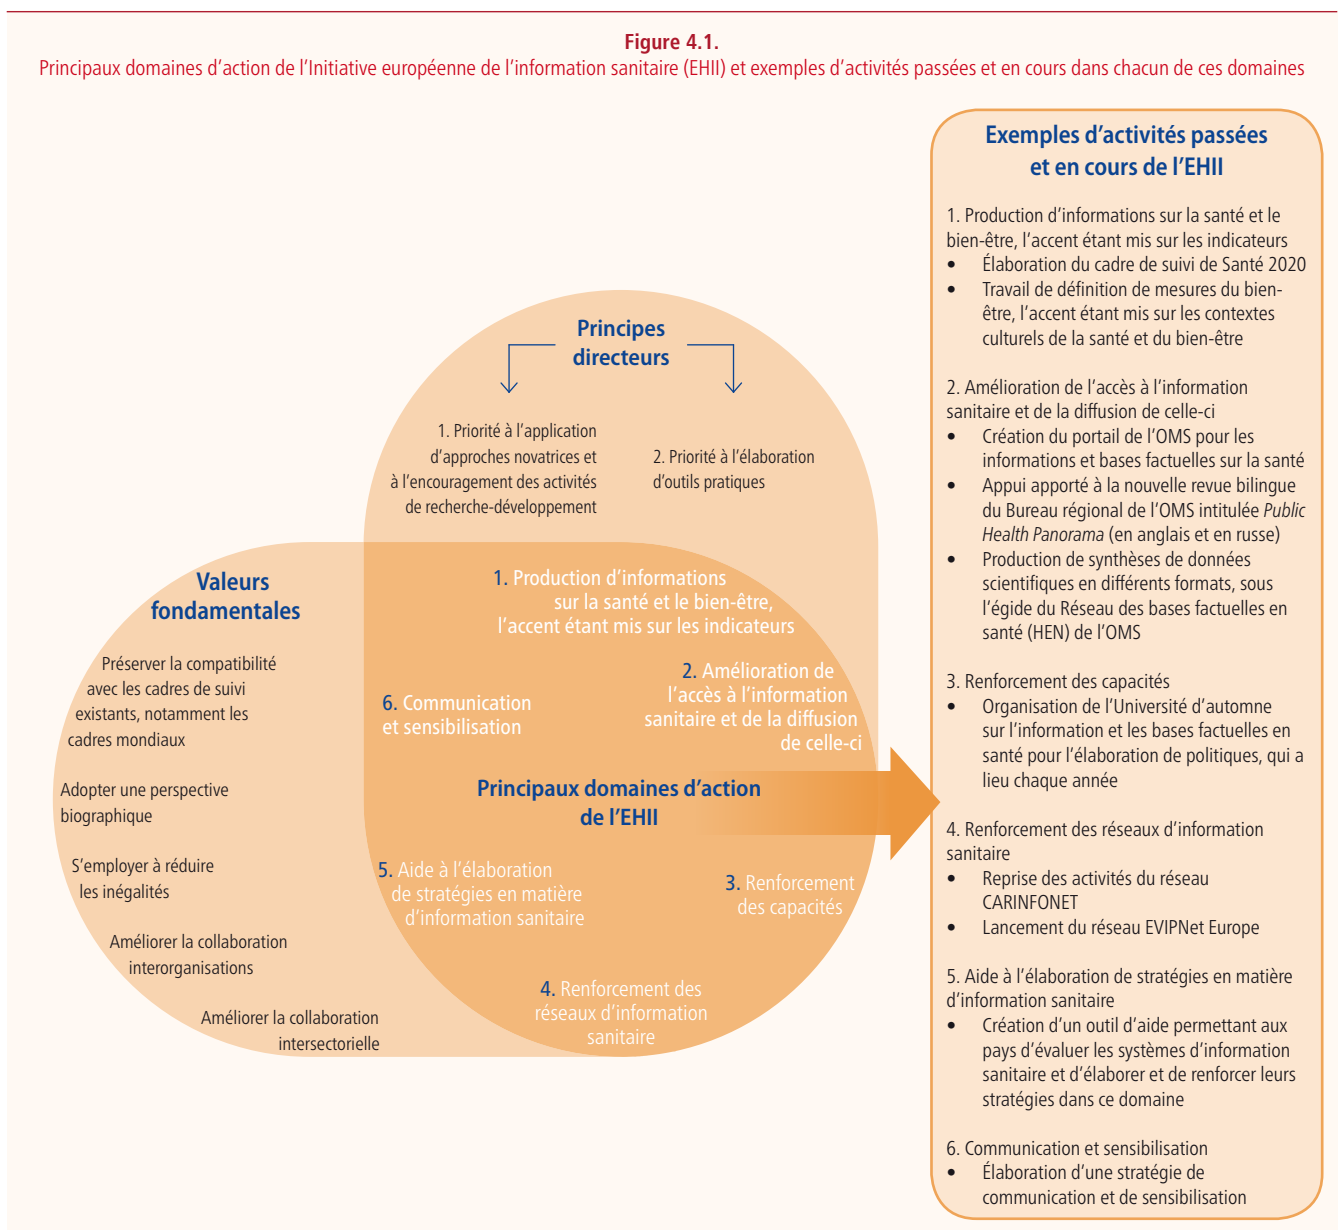 Figure 4.1.
Principaux domaines d’action de l’Initiative européenne de l’information sanitaire (EHII) et exemples d’activités passées et en cours dans chacun de ces domaines
Principes
directeurs
1. Priorité à l’application
d’approches novatrices et
à l’encouragement des activités
de recherche-développement
2. Priorité à l’élaboration
d’outils pratiques
Valeurs
fondamentales
Préserver la compatibilité
avec les cadres de suivi
existants, notamment les
cadres mondiaux
Adopter une perspective
biographique
S’employer à réduire
les inégalités
Améliorer la collaboration
interorganisations
Améliorer la collaboration
intersectorielle
1. Production d’informations
sur la santé et le bien-être,
l’accent étant mis sur les indicateurs
2. Amélioration de
l’accès à l’information
sanitaire et de la diffusion
de celle-ci
6. Communication
et sensibilisation
Principaux domaines d’action
de l’EHII
5. Aide à l’élaboration
de stratégies en matière
d’information sanitaire
3. Renforcement
des capacités
4. Renforcement des
réseaux d’information
sanitaire
Exemples d’activités passées
et en cours de l’EHII
1. Production d’informations sur la santé et le
bien-être, l’accent étant mis sur les indicateurs
• Élaboration du cadre de suivi de Santé 2020
• Travail de définition de mesures du bien-
être, l’accent étant mis sur les contextes
culturels de la santé et du bien-être
2. Amélioration de l’accès à l’information
sanitaire et de la diffusion de celle-ci
• Création du portail de l’OMS pour les
informations et bases factuelles sur la santé
• Appui apporté à la nouvelle revue bilingue
du Bureau régional de l’OMS intitulée Public
Health Panorama (en anglais et en russe)
• Production de synthèses de données
scientifiques en différents formats, sous
l’égide du Réseau des bases factuelles en
santé (HEN) de l’OMS
3. Renforcement des capacités
• Organisation de l’Université d’automne
sur l’information et les bases factuelles en
santé pour l’élaboration de politiques, qui a
lieu chaque année
4. Renforcement des réseaux d’information
sanitaire
• Reprise des activités du réseau
CARINFONET
• Lancement du réseau EVIPNet Europe
5. Aide à l’élaboration de stratégies en matière
d’information sanitaire
• Création d’un outil d’aide permettant aux
pays d’évaluer les systèmes d’information
sanitaire et d’élaborer et de renforcer leurs
stratégies dans ce domaine
6. Communication et sensibilisation
• Élaboration d’une stratégie de
communication et de sensibilisation